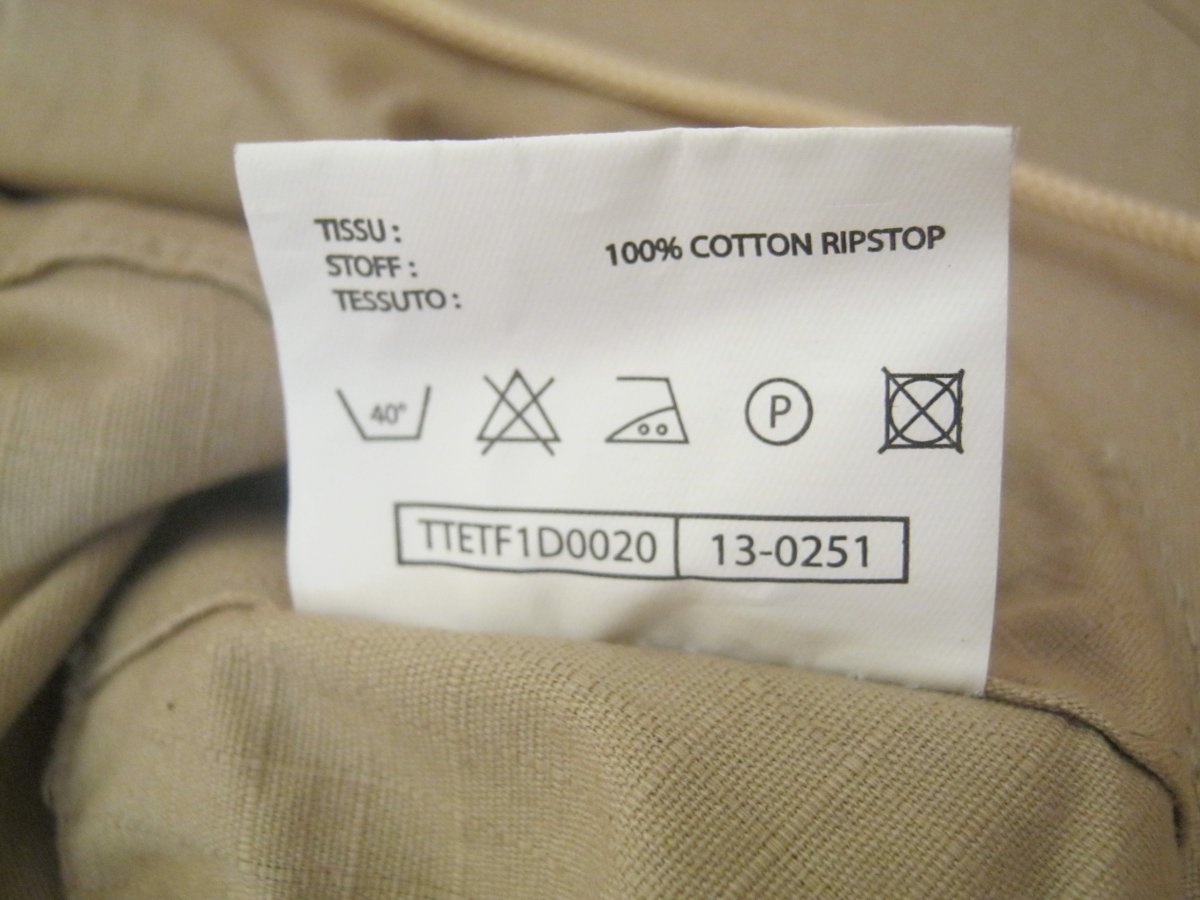 TISSU :
STOFF :
TESSUTO :
100% COTTON RIPSTOP
40°
P
TTETF1D0020 13-0251